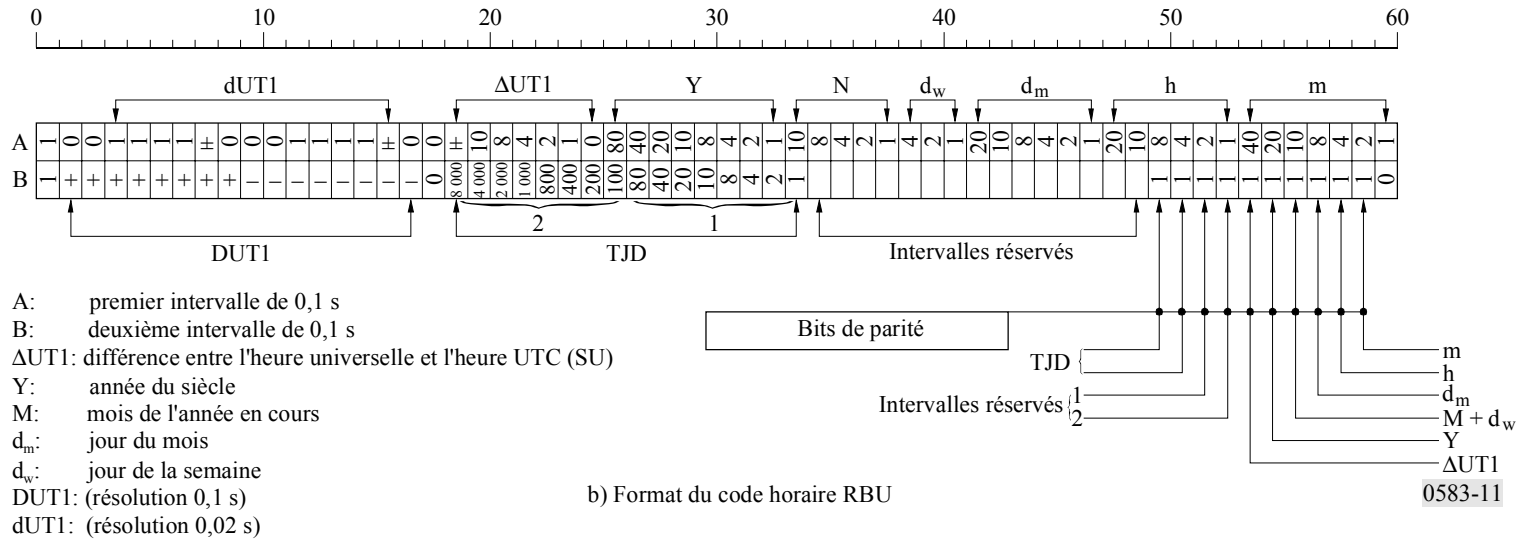 0 10 20 30 40 50 60
dUT1 ΔUT1 Y N d_w d_m h m
A 1 0 0 1 1 1 1 ± 0 0 0 1 1 1 1 ± 0 0 ± 10 8 4 2 1 0 80 40 20 10 8 4 2 1 10 8 4 2 1 4 2 1 20 10 8 4 2 1 20 10 8 4 2 1 40 20 10 8 4 2 1
B 1 + + + + + + + + – – – – – – – – 0 8 000 4 000 2 000 1 000 800 400 200 100 80 40 20 10 8 4 2 1 1 1 1 1 1 1 1 1 1 1 0
2 1
DUT1 TJD Intervalles réservés
A: premier intervalle de 0,1 s
B: deuxième intervalle de 0,1 s
ΔUT1: différence entre l'heure universelle et l'heure UTC (SU)
Y: année du siècle
M: mois de l'année en cours
d_m: jour du mois
d_w: jour de la semaine
DUT1: (résolution 0,1 s)
dUT1: (résolution 0,02 s)
Bits de parité
TJD
Intervalles réservés 1
2
m
h
d_m
M + d_w
Y
ΔUT1
b) Format du code horaire RBU
0583-11